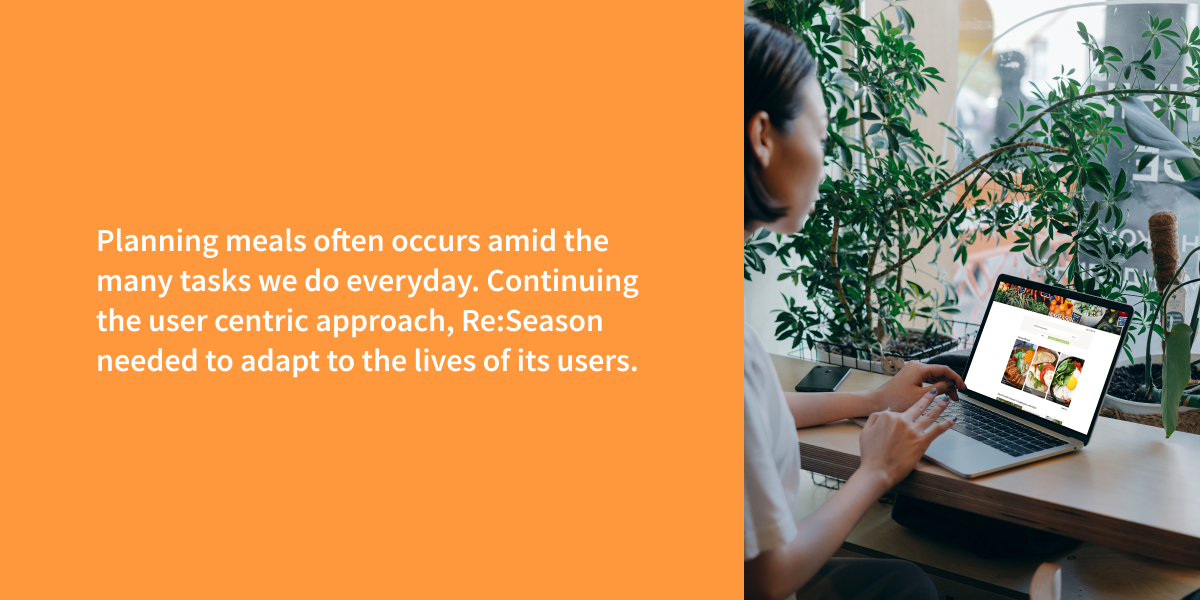 Planning meals often occurs amid the
many tasks we do everyday. Continuing
the user centric approach, Re:Season
needed to adapt to the lives of its users.